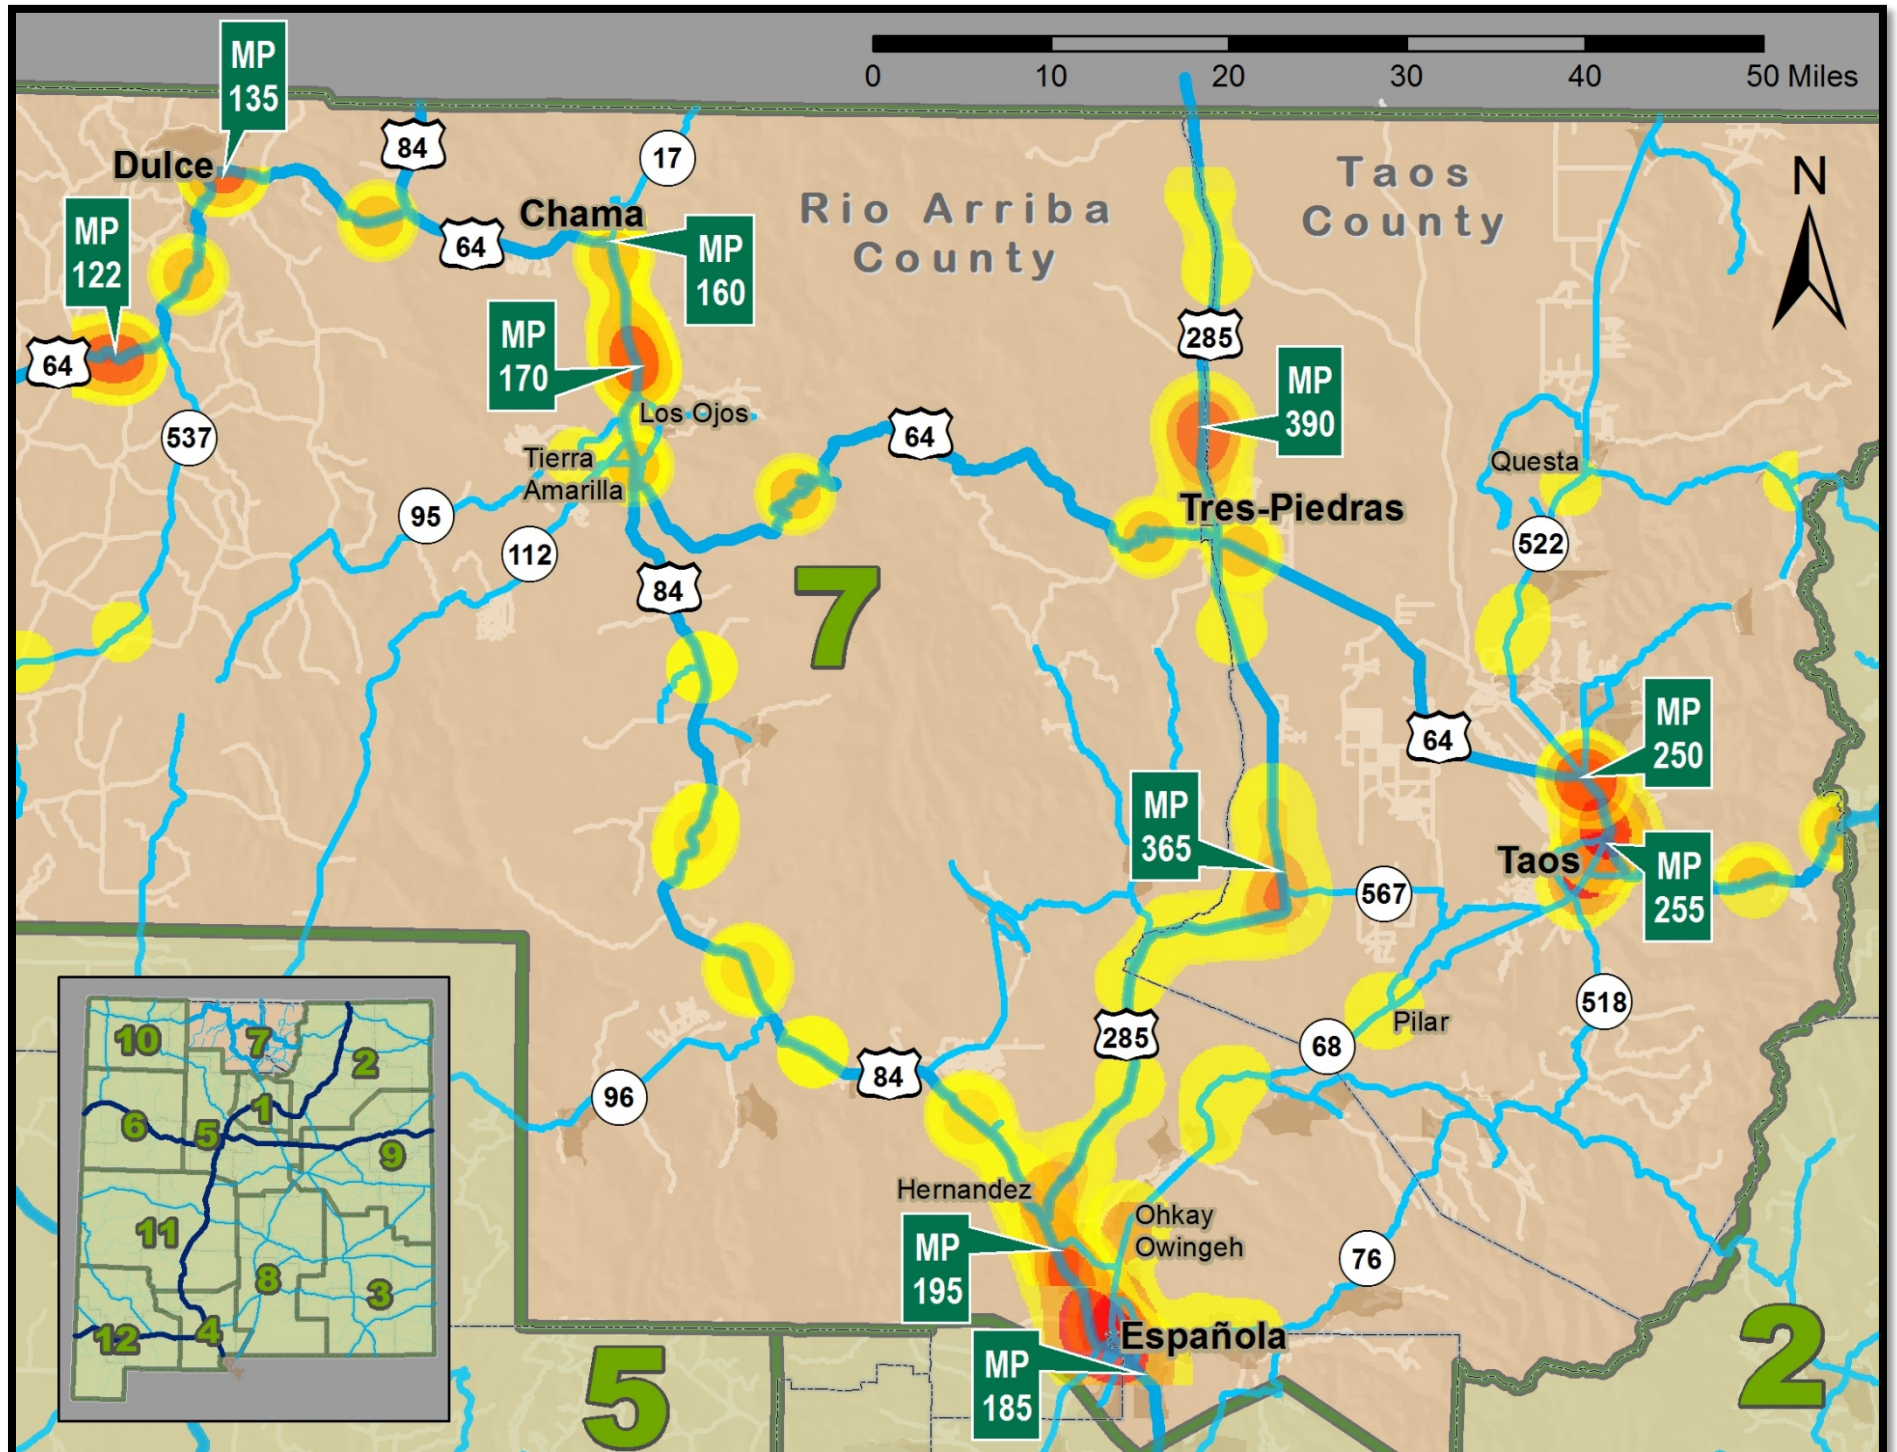 MP
135
0
10
20
30
40
50 Miles
84
17
Dulce
Chama
64
MP
122
MP
160
Rio Arriba
County
Taos
County
N
64
MP
170
285
MP
390
537
Los Ojos
64
Tierra
Amarilla
95
112
Tres-Piedras
Questa
522
84
7
64
MP
250
MP
365
Taos
MP
255
567
518
285
Pilar
68
84
96
Hernandez
Ohkay
Owingeh
MP
195
76
Española
MP
185
5
2
10
7
2
1
6
5
9
11
8
3
4
12